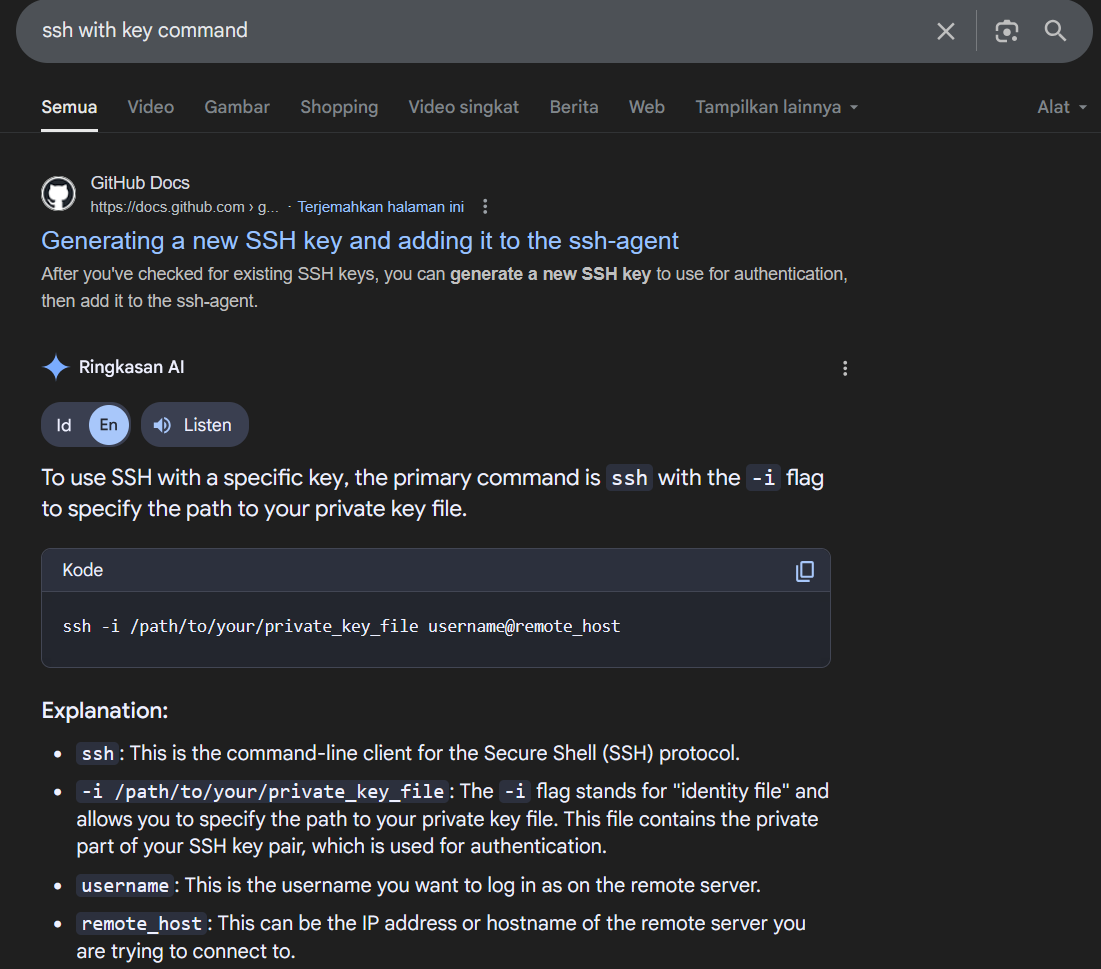 ssh with key command
Semua Video Gambar Shopping Video singkat Berita Web Tampilkan lainnya Alat
GitHub Docs
https://docs.github.com › g... · Terjemahkan halaman ini
Generating a new SSH key and adding it to the ssh-agent
After you've checked for existing SSH keys, you can generate a new SSH key to use for authentication,
then add it to the ssh-agent.
Ringkasan AI
Id En Listen
To use SSH with a specific key, the primary command is ssh with the -i flag
to specify the path to your private key file.
Kode
ssh -i /path/to/your/private_key_file username@remote_host
Explanation:
• ssh: This is the command-line client for the Secure Shell (SSH) protocol.
• -i /path/to/your/private_key_file: The -i flag stands for "identity file" and
allows you to specify the path to your private key file. This file contains the private
part of your SSH key pair, which is used for authentication.
• username: This is the username you want to log in as on the remote server.
• remote_host: This can be the IP address or hostname of the remote server you
are trying to connect to.